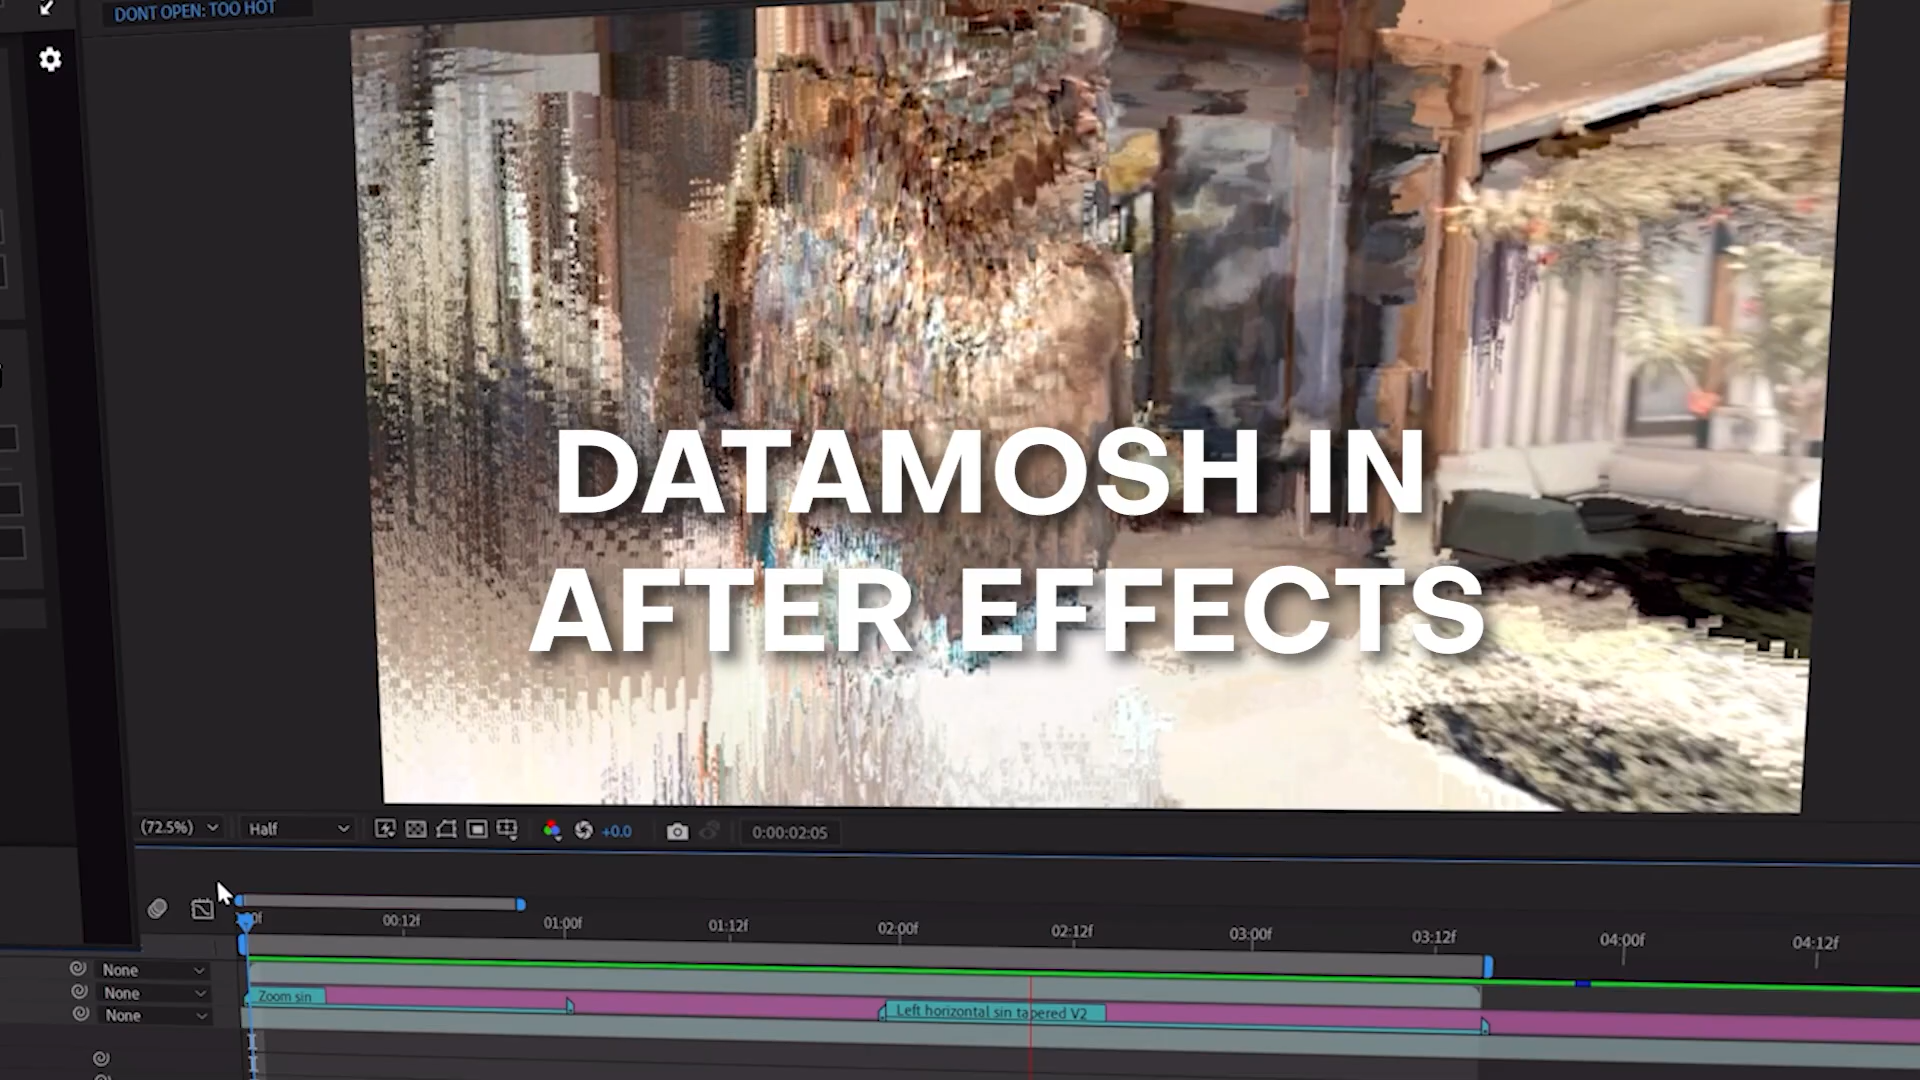 DONT OPEN: TOO HOT
DATAMOSH IN
AFTER EFFECTS
(72.5%)
Half
+0.0
0:00:02:05
00:12f
01:00f
01:12f
02:00f
02:12f
03:00f
03:12f
04:00f
04:12f
None
Zoom sin
None
Left horizontal sin tapered V2
None